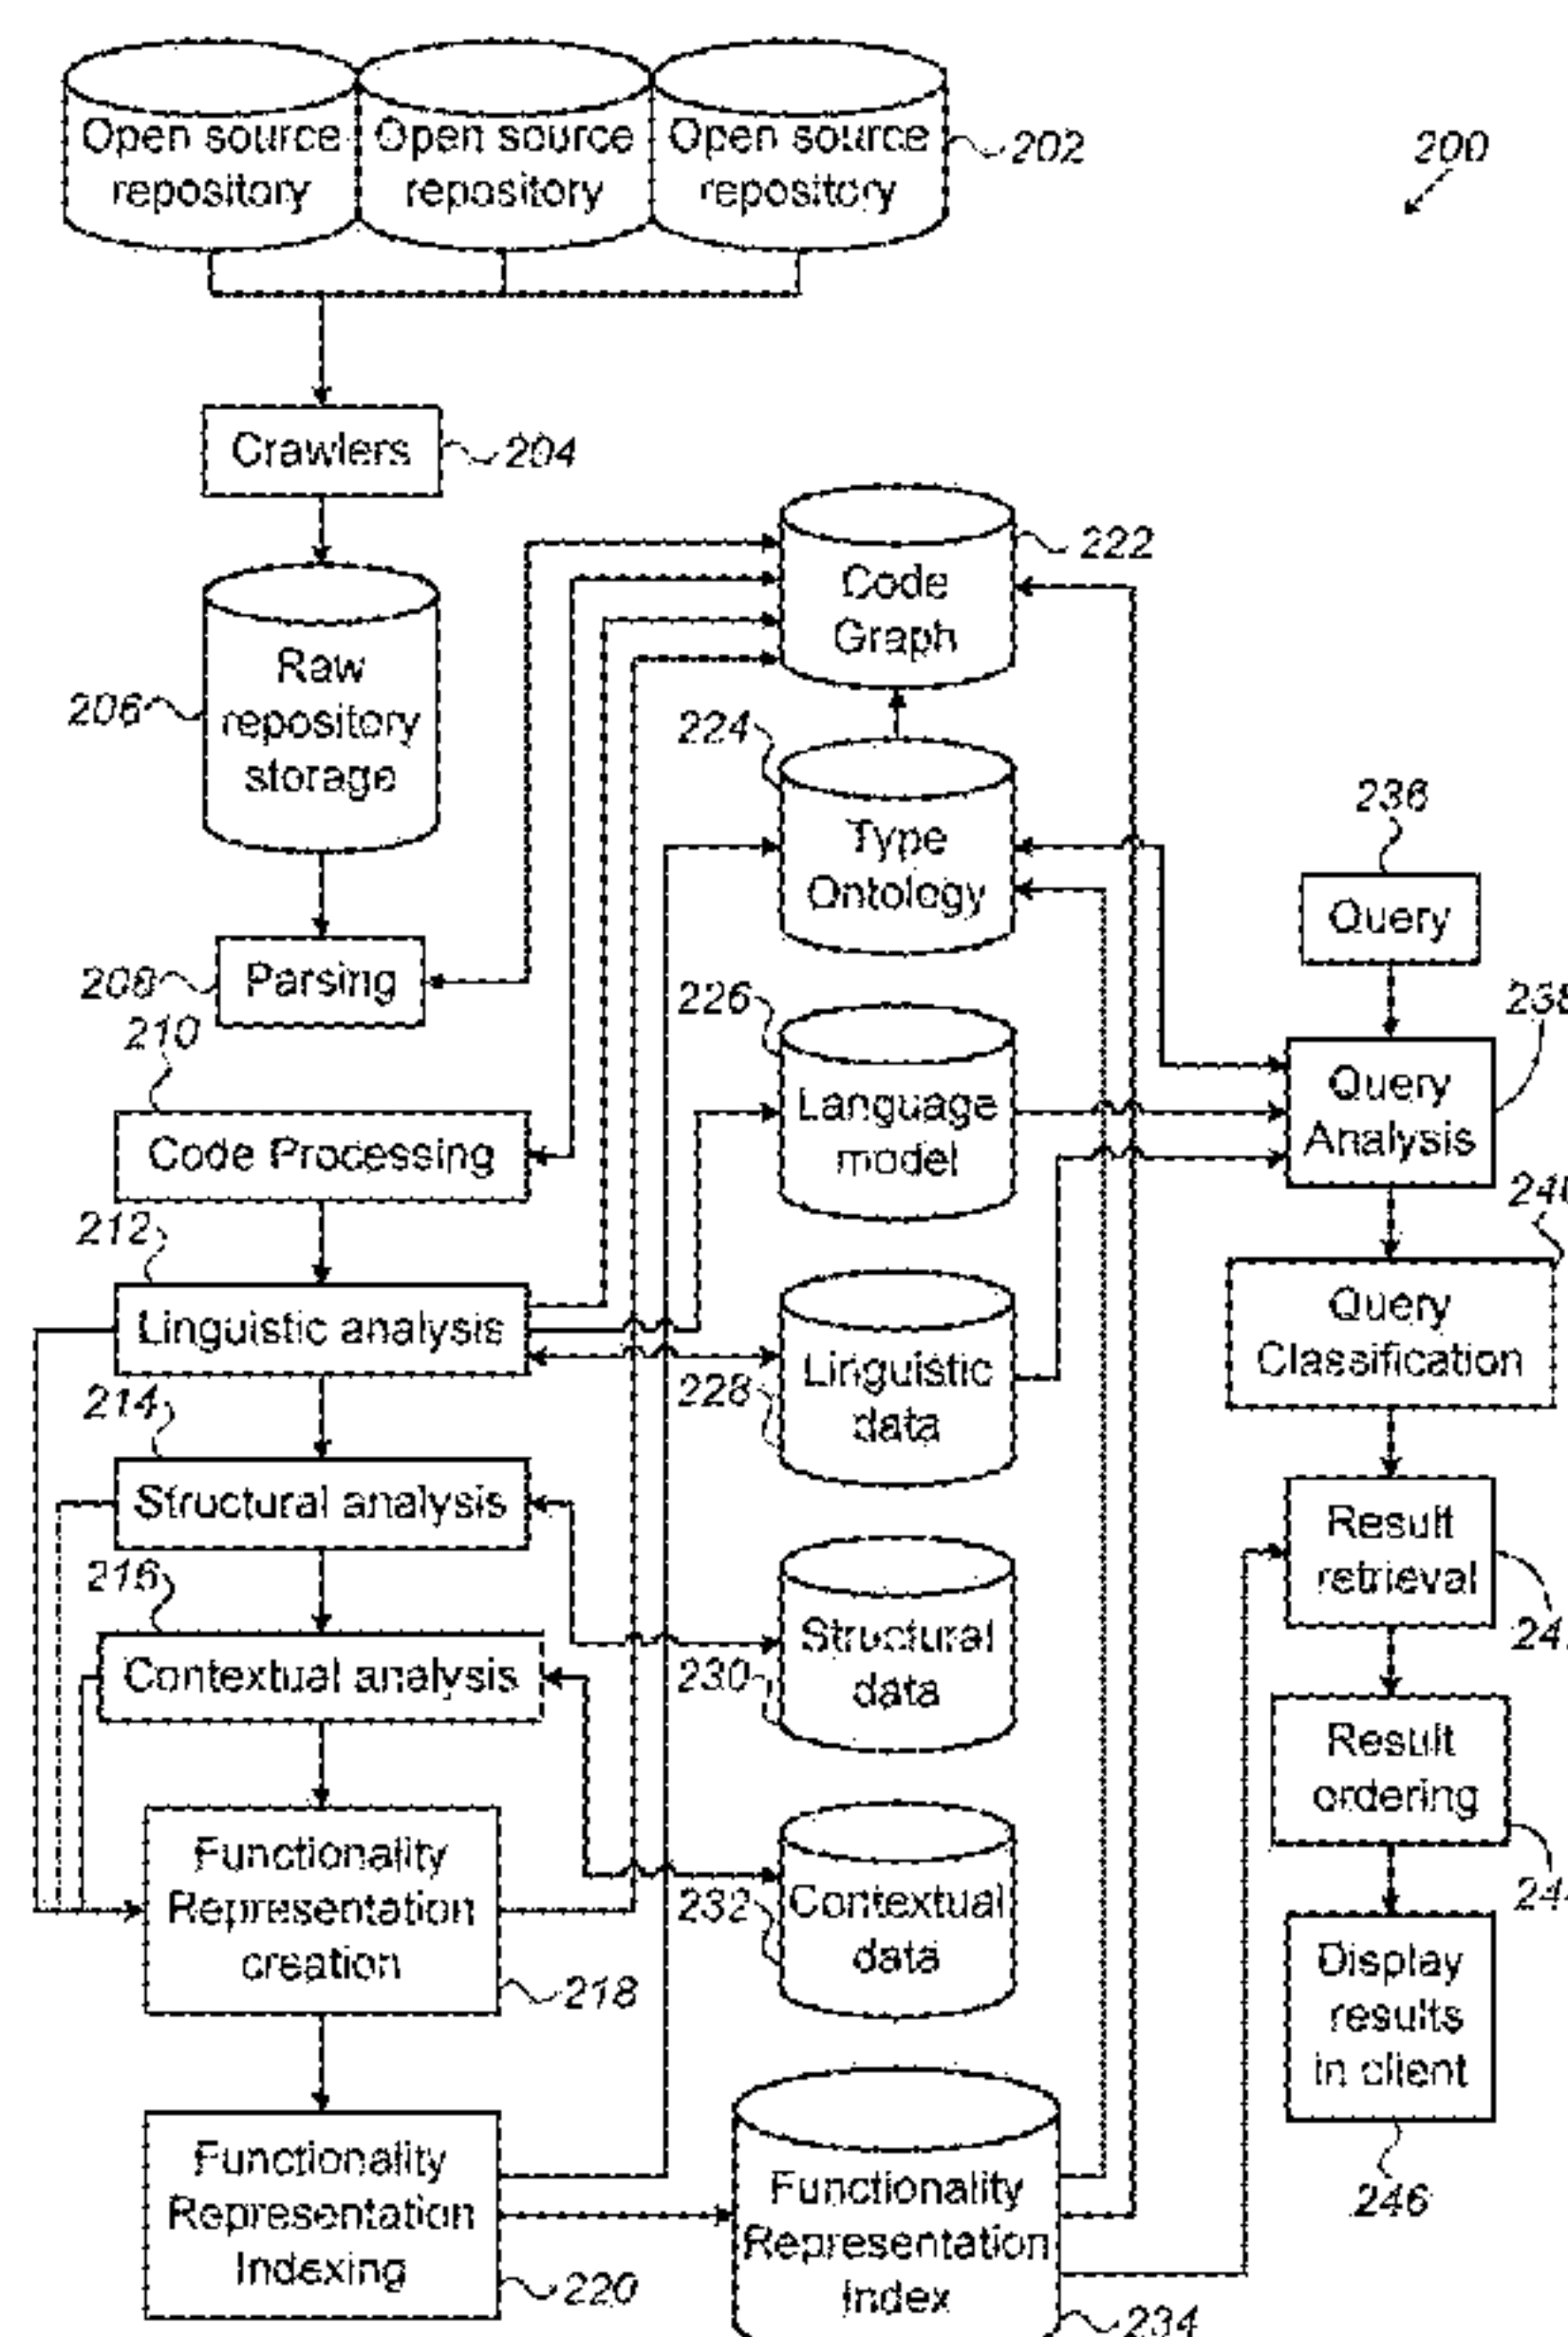 Open source
repository
Open source
repository
Open source
repository
202
200
Crawlers
204
Raw
repository
storage
206
Parsing
208
210
Code Processing
212
Linguistic analysis
214
Structural analysis
216
Contextual analysis
Functionality
Representation
creation
218
Functionality
Representation
Indexing
220
Code
Graph
222
224
Type
Ontology
226
Language
model
Linguistic
data
228
Structural
data
230
Contextual
data
232
Functionality
Representation
Index
234
236
Query
238
Query
Analysis
Query
Classification
Result
retrieval
Result
ordering
Display
results
in client
246